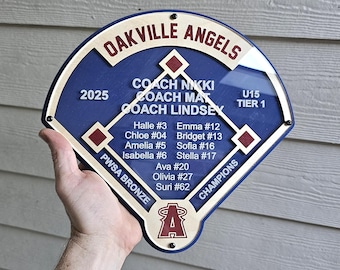 OAKVILLE ANGELS
2025
COACH NIKKI
COACH MAT
COACH LINDSEY
U15
TIER 1
Halle #3 Emma #12
Chloe #04 Bridget #13
Amelia #5 Sofia #16
Isabella #6 Stella #17
Ava #20
Olivia #27
Suri #62
PWSA BRONZE
CHAMPIONS
A